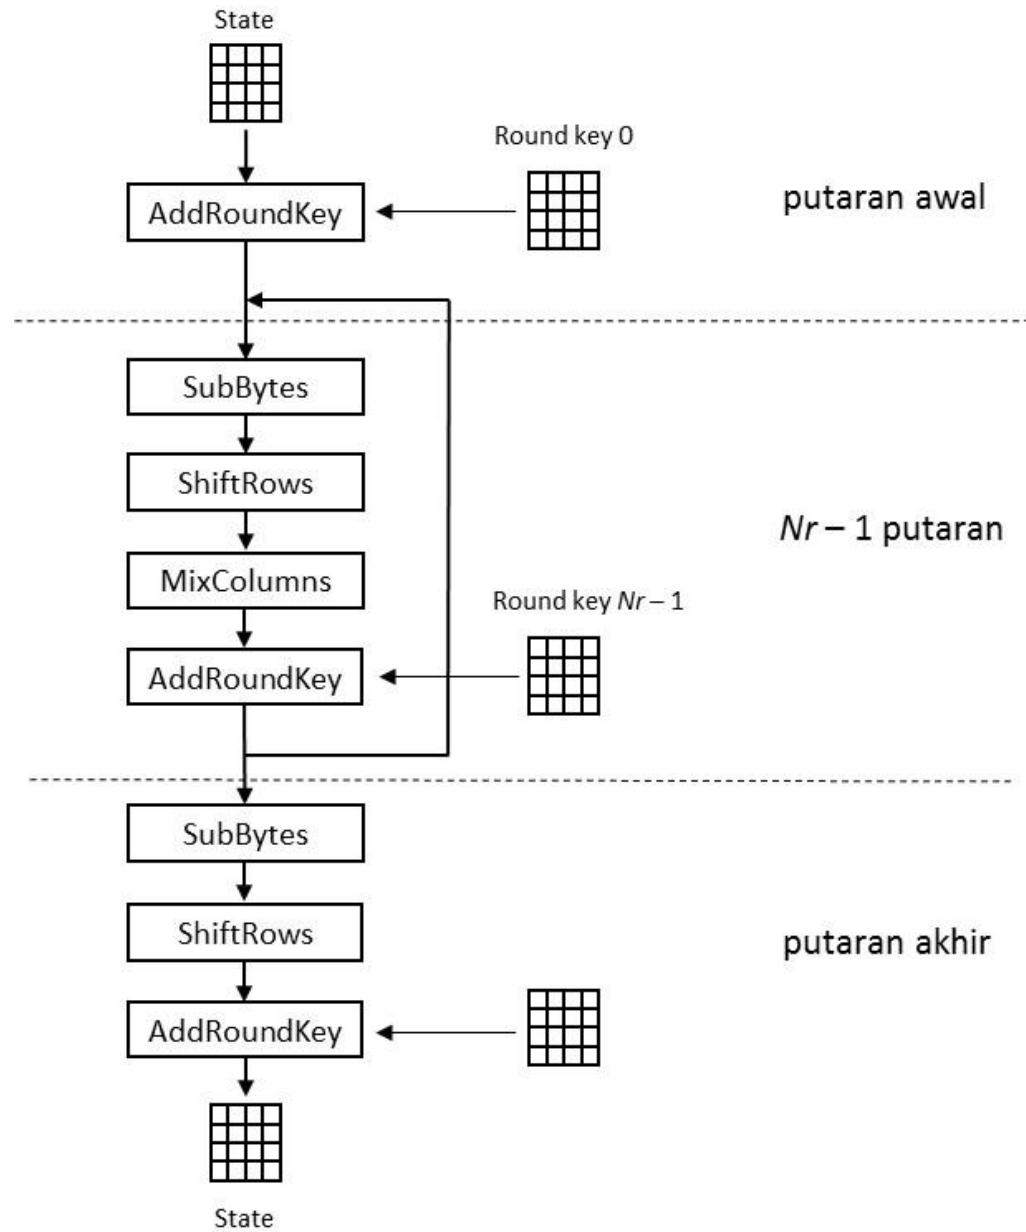 State
Round key 0
AddRoundKey
putaran awal
SubBytes
ShiftRows
Nr – 1 putaran
MixColumns
Round key Nr – 1
AddRoundKey
SubBytes
ShiftRows
putaran akhir
AddRoundKey
State